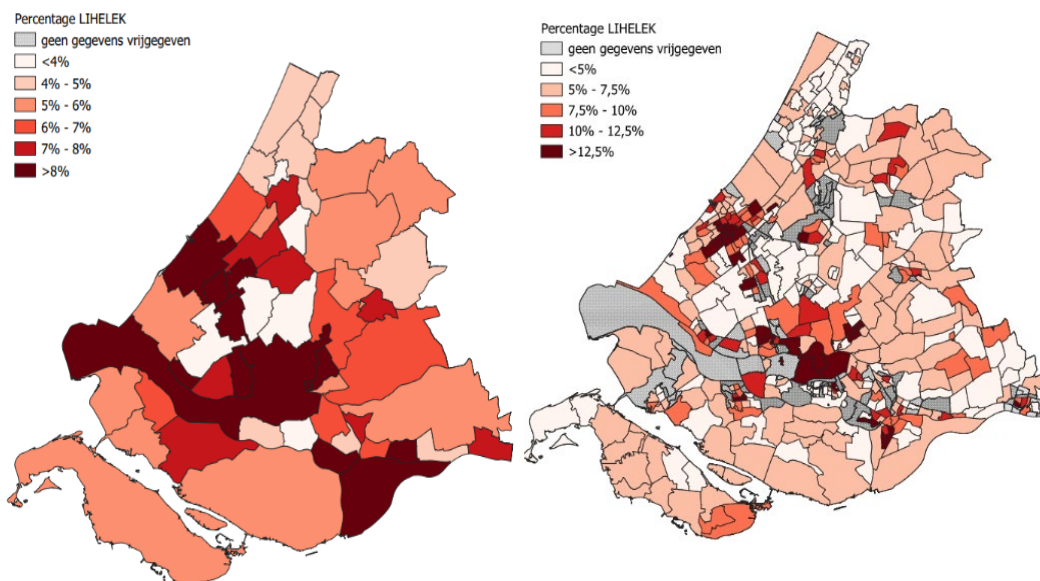 Percentage LIHELEK
geen gegevens vrijgegeven
<4%
4% - 5%
5% - 6%
6% - 7%
7% - 8%
>8%
Percentage LIHELEK
geen gegevens vrijgegeven
<5%
5% - 7,5%
7,5% - 10%
10% - 12,5%
>12,5%